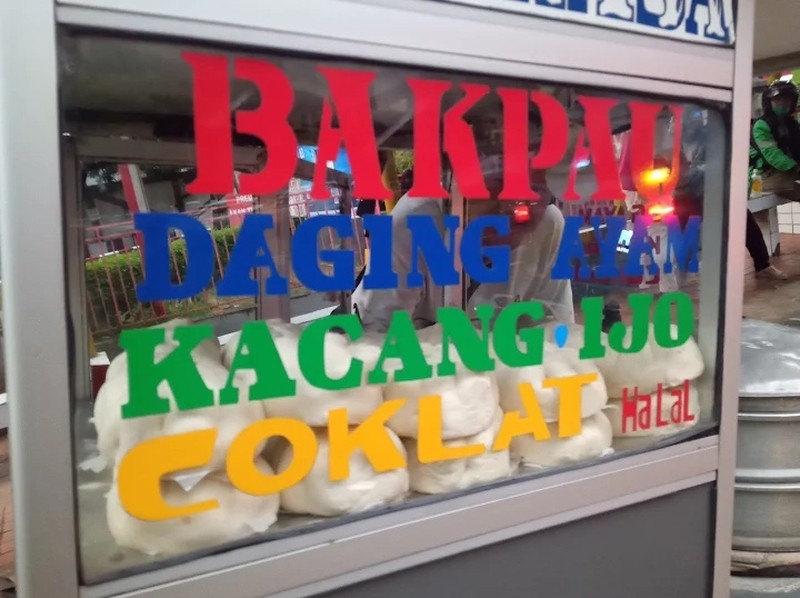 BAKPAU
DAGING AYAM
KACANG IJO
COKLAT HaLaL